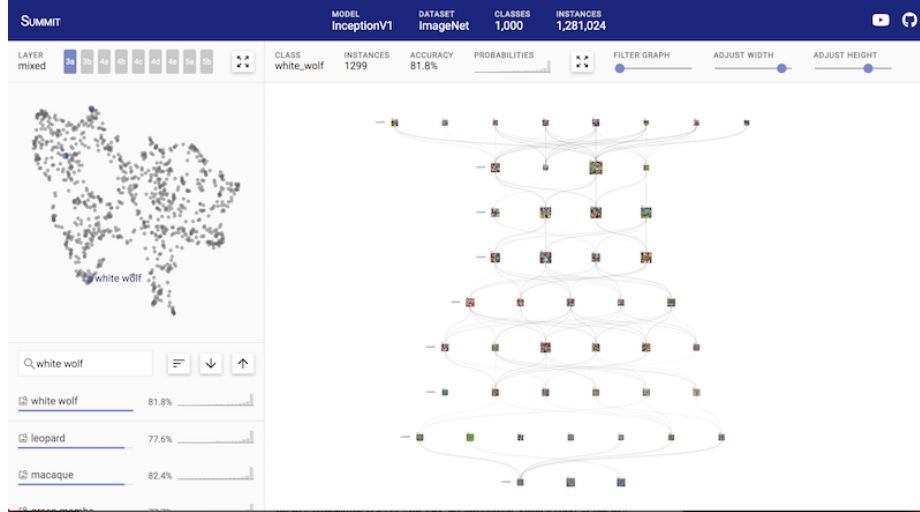 SUMMIT
MODEL
InceptionV1
DATASET
ImageNet
CLASSES
1,000
INSTANCES
1,281,024
LAYER
mixed
3a 3b 4a 4b 4c 4d 4e 5a 5b
CLASS
white_wolf
INSTANCES
1299
ACCURACY
81.8%
PROBABILITIES
FILTER GRAPH
ADJUST WIDTH
ADJUST HEIGHT
white wolf
white wolf
white wolf 81.8%
leopard 77.6%
macaque 82.4%